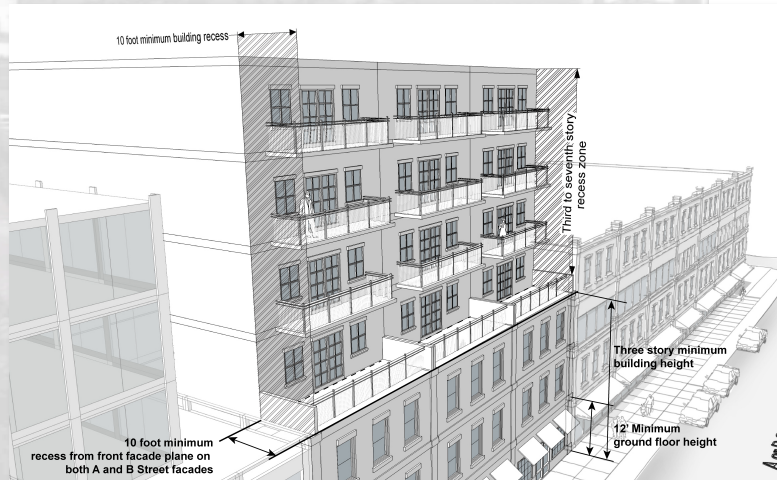 10 foot minimum building recess
Third to seventh story
recess zone
Three story minimum
building height
12' Minimum
ground floor height
10 foot minimum
recess from front facade plane on
both A and B Street facades